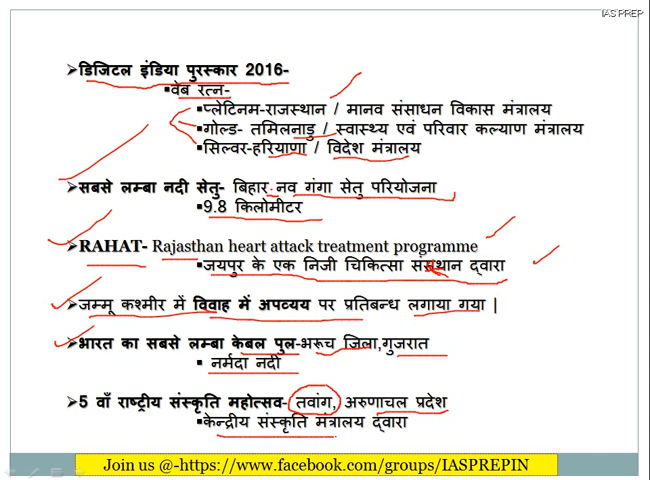 IAS PREP
➢डिजिटल इंडिया पुरस्कार 2016-
▪वेब रत्न-
▪प्लेटिनम-राजस्थान / मानव संसाधन विकास मंत्रालय
▪गोल्ड- तमिलनाडु / स्वास्थ्य एवं परिवार कल्याण मंत्रालय
▪सिल्वर-हरियाणा / विदेश मंत्रालय
➢सबसे लम्बा नदी सेतु- बिहार-नव गंगा सेतु परियोजना
▪9.8 किलोमीटर
➢RAHAT- Rajasthan heart attack treatment programme
▪जयपुर के एक निजी चिकित्सा संस्थान द्वारा
➢जम्मू कश्मीर में विवाह में अपव्यय पर प्रतिबन्ध लगाया गया |
➢भारत का सबसे लम्बा केबल पुल-भरूच जिला,गुजरात
▪ नर्मदा नदी
➢5 वाँ राष्ट्रीय संस्कृति महोत्सव- तवांग, अरुणाचल प्रदेश
▪केन्द्रीय संस्कृति मंत्रालय द्वारा
Join us @-https://www.facebook.com/groups/IASPREPIN